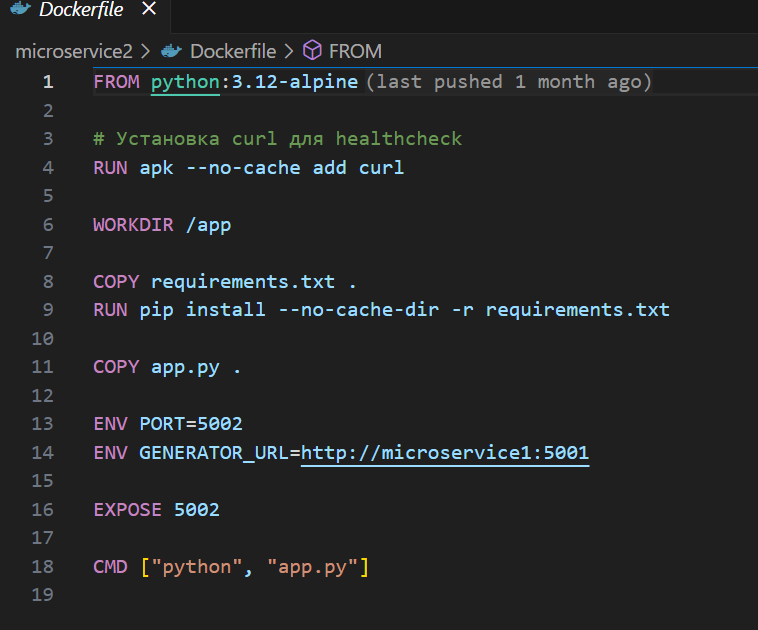 Dockerfile ×
microservice2 > Dockerfile > FROM
1 FROM python:3.12-alpine (last pushed 1 month ago)
2
3 # Установка curl для healthcheck
4 RUN apk --no-cache add curl
5
6 WORKDIR /app
7
8 COPY requirements.txt .
9 RUN pip install --no-cache-dir -r requirements.txt
10
11 COPY app.py .
12
13 ENV PORT=5002
14 ENV GENERATOR_URL=http://microservice1:5001
15
16 EXPOSE 5002
17
18 CMD ["python", "app.py"]
19